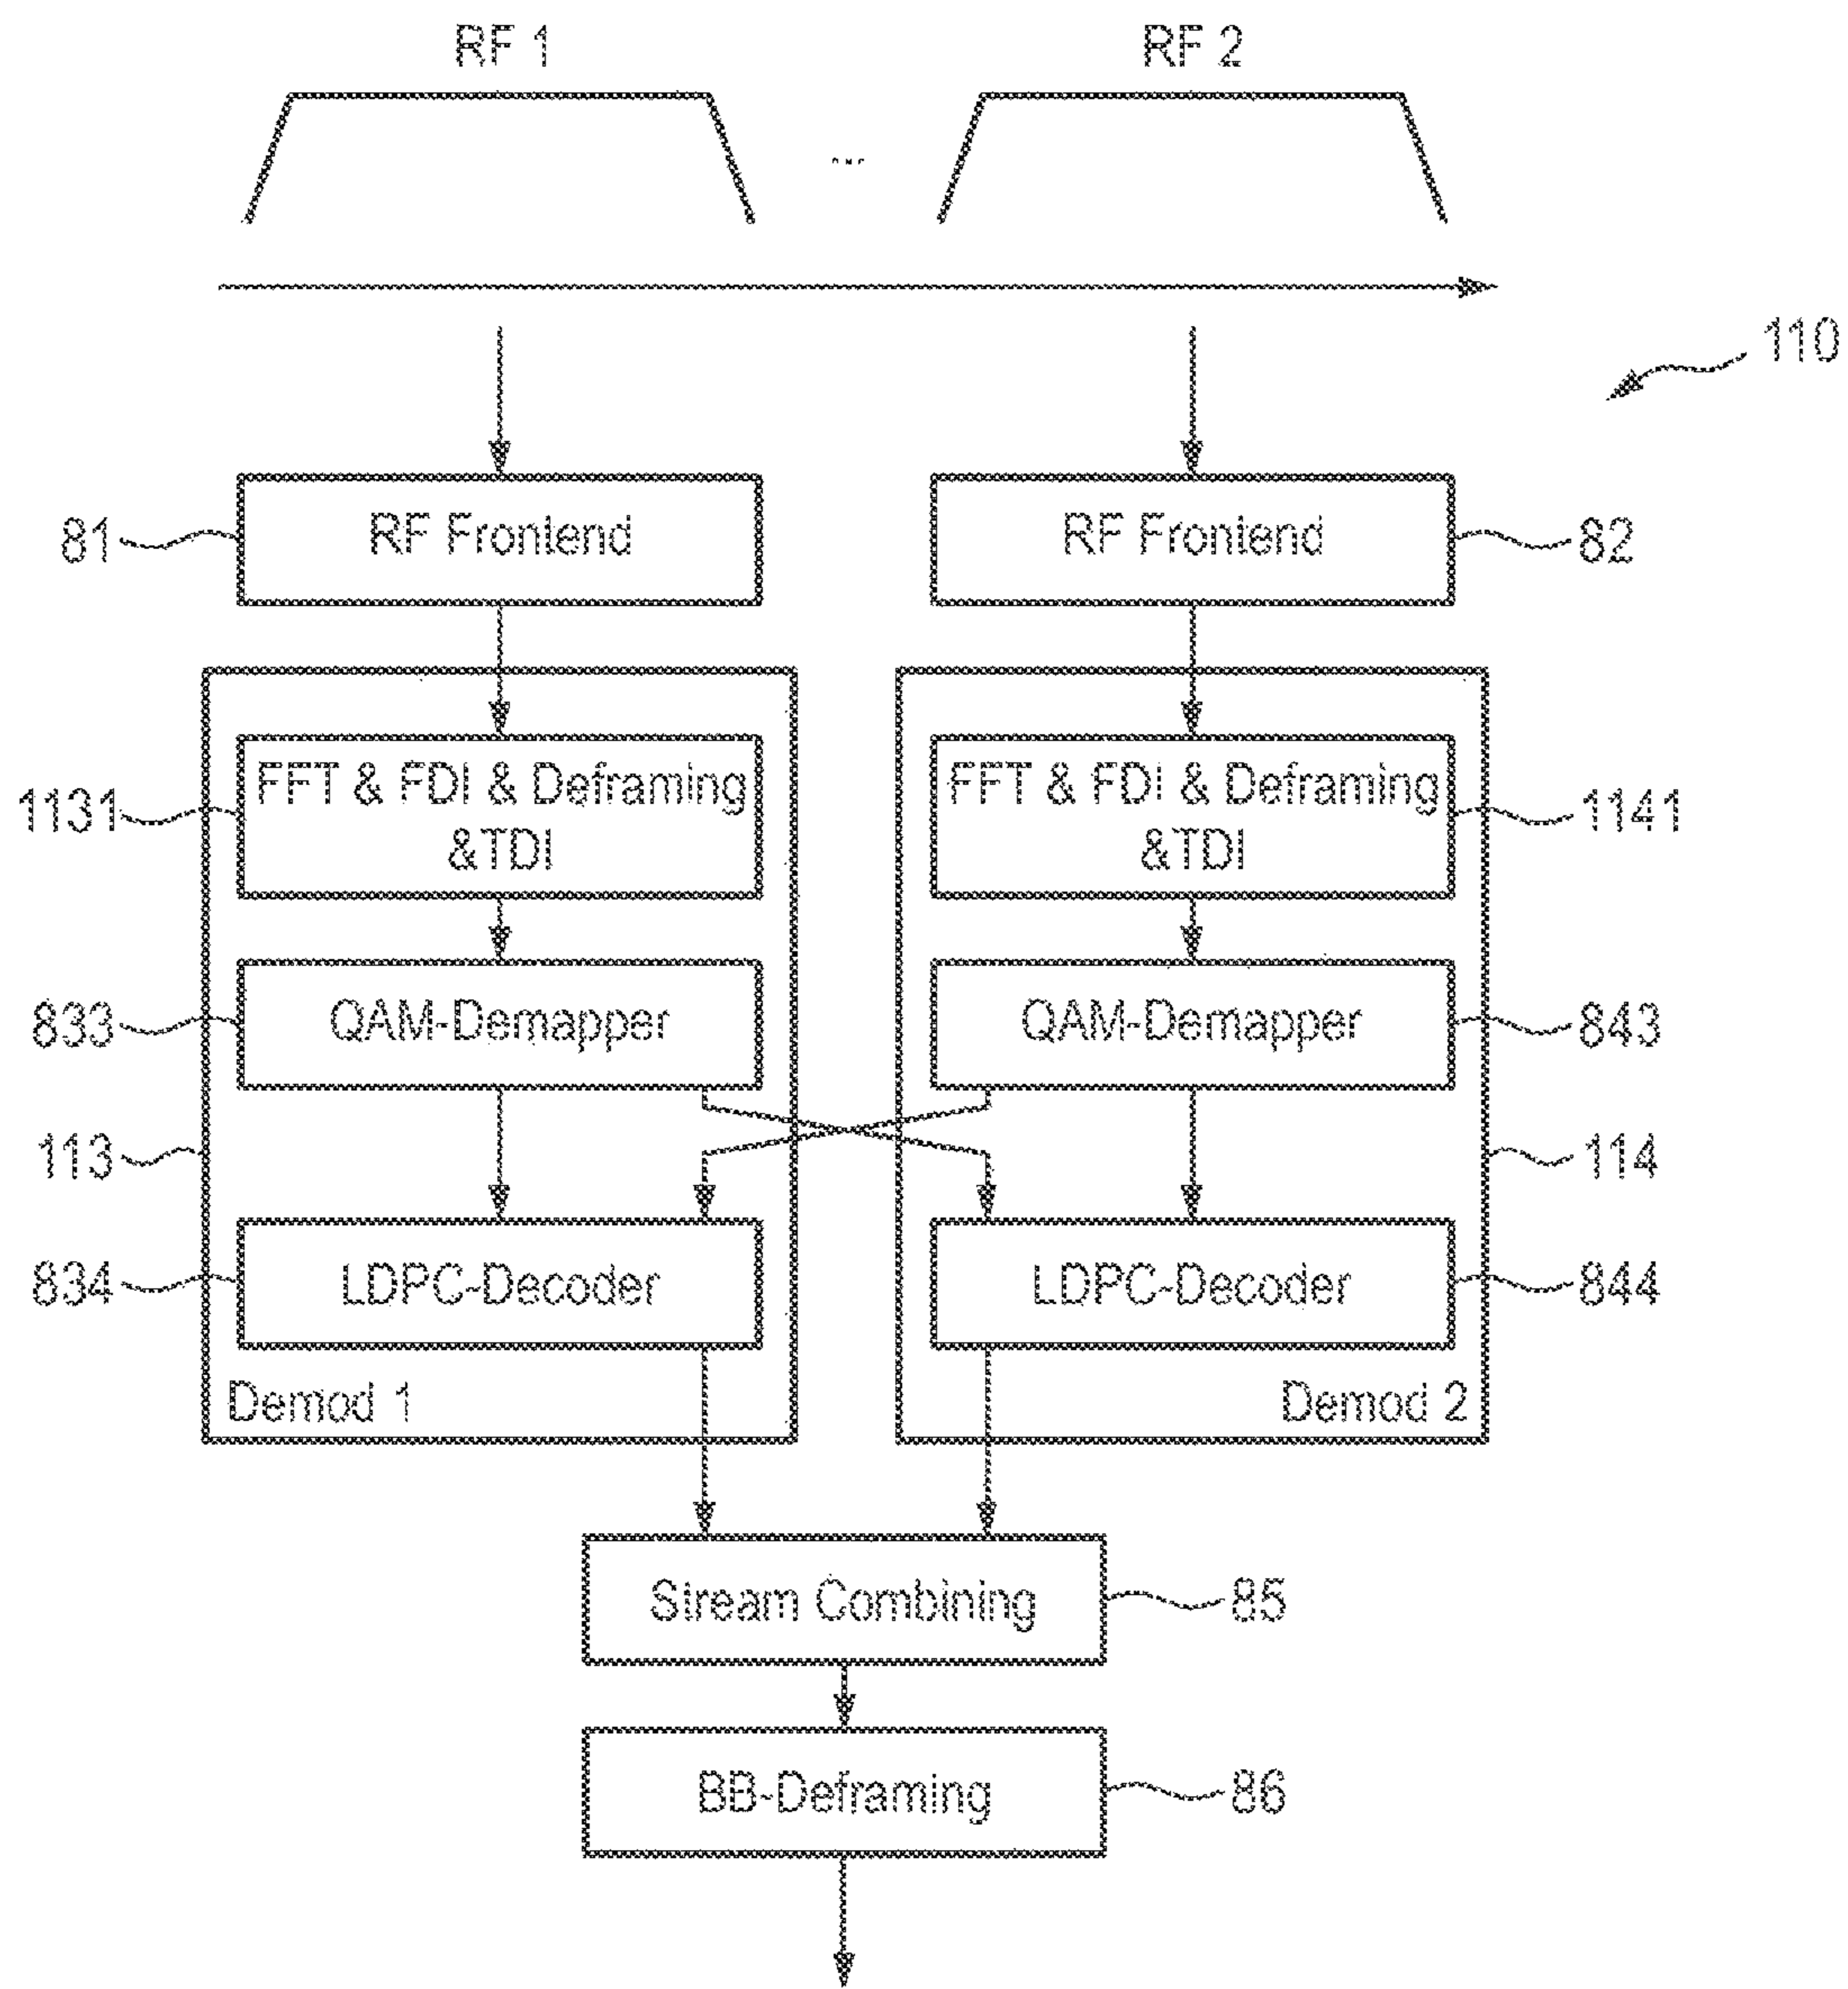 RF 1
RF 2
...
110
81
RF Frontend
RF Frontend
82
1131
FFT & FDI & Deframing
&TDI
FFT & FDI & Deframing
&TDI
1141
833
QAM-Demapper
QAM-Demapper
843
113
114
834
LDPC-Decoder
LDPC-Decoder
844
Demod 1
Demod 2
Stream Combining
85
BB-Deframing
86